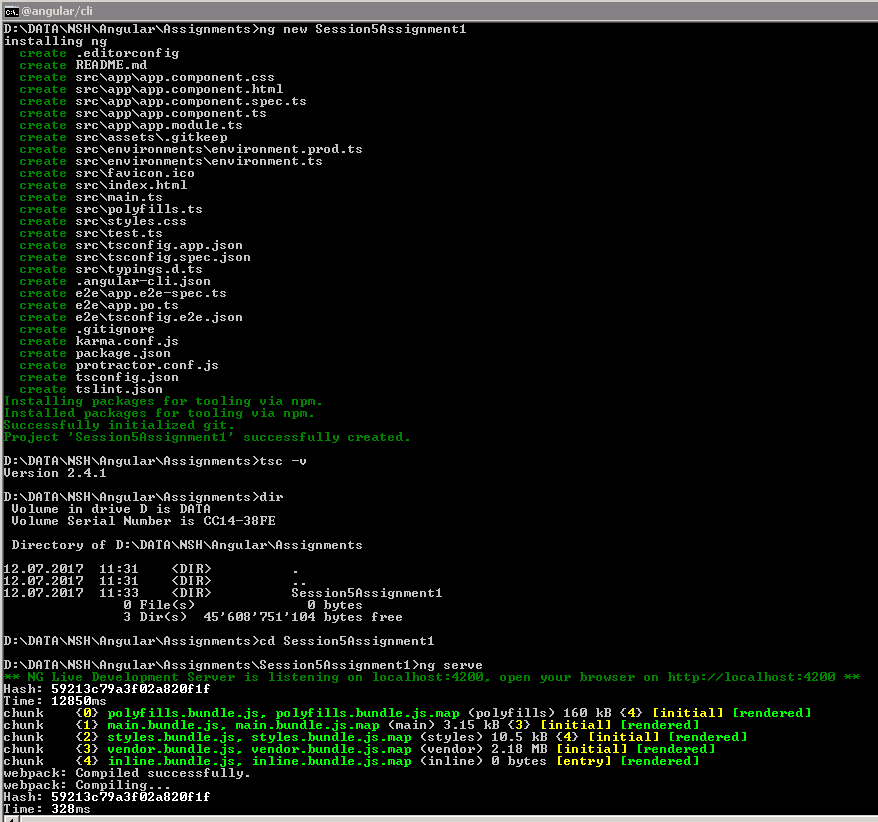 @angular/cli
D:\DATA\NSH\Angular\Assignments>ng new Session5Assignment1
installing ng
  create .editorconfig
  create README.md
  create src\app\app.component.css
  create src\app\app.component.html
  create src\app\app.component.spec.ts
  create src\app\app.component.ts
  create src\app\app.module.ts
  create src\assets\.gitkeep
  create src\environments\environment.prod.ts
  create src\environments\environment.ts
  create src\favicon.ico
  create src\index.html
  create src\main.ts
  create src\polyfills.ts
  create src\styles.css
  create src\test.ts
  create src\tsconfig.app.json
  create src\tsconfig.spec.json
  create src\typings.d.ts
  create .angular-cli.json
  create e2e\app.e2e-spec.ts
  create e2e\app.po.ts
  create e2e\tsconfig.e2e.json
  create .gitignore
  create karma.conf.js
  create package.json
  create protractor.conf.js
  create tsconfig.json
  create tslint.json
Installing packages for tooling via npm.
Installed packages for tooling via npm.
Successfully initialized git.
Project 'Session5Assignment1' successfully created.
D:\DATA\NSH\Angular\Assignments>tsc -v
Version 2.4.1
D:\DATA\NSH\Angular\Assignments>dir
 Volume in drive D is DATA
 Volume Serial Number is CC14-38FE
 Directory of D:\DATA\NSH\Angular\Assignments
12.07.2017  11:31    <DIR>          .
12.07.2017  11:31    <DIR>          ..
12.07.2017  11:33    <DIR>          Session5Assignment1
               0 File(s)              0 bytes
               3 Dir(s)  45'608'751'104 bytes free
D:\DATA\NSH\Angular\Assignments>cd Session5Assignment1
D:\DATA\NSH\Angular\Assignments\Session5Assignment1>ng serve
** NG Live Development Server is listening on localhost:4200, open your browser on http://localhost:4200 **
Hash: 59213c79a3f02a820f1f
Time: 12850ms
chunk    {0} polyfills.bundle.js, polyfills.bundle.js.map (polyfills) 160 kB {4} [initial] [rendered]
chunk    {1} main.bundle.js, main.bundle.js.map (main) 3.15 kB {3} [initial] [rendered]
chunk    {2} styles.bundle.js, styles.bundle.js.map (styles) 10.5 kB {4} [initial] [rendered]
chunk    {3} vendor.bundle.js, vendor.bundle.js.map (vendor) 2.18 MB [initial] [rendered]
chunk    {4} inline.bundle.js, inline.bundle.js.map (inline) 0 bytes [entry] [rendered]
webpack: Compiled successfully.
webpack: Compiling...
Hash: 59213c79a3f02a820f1f
Time: 328ms